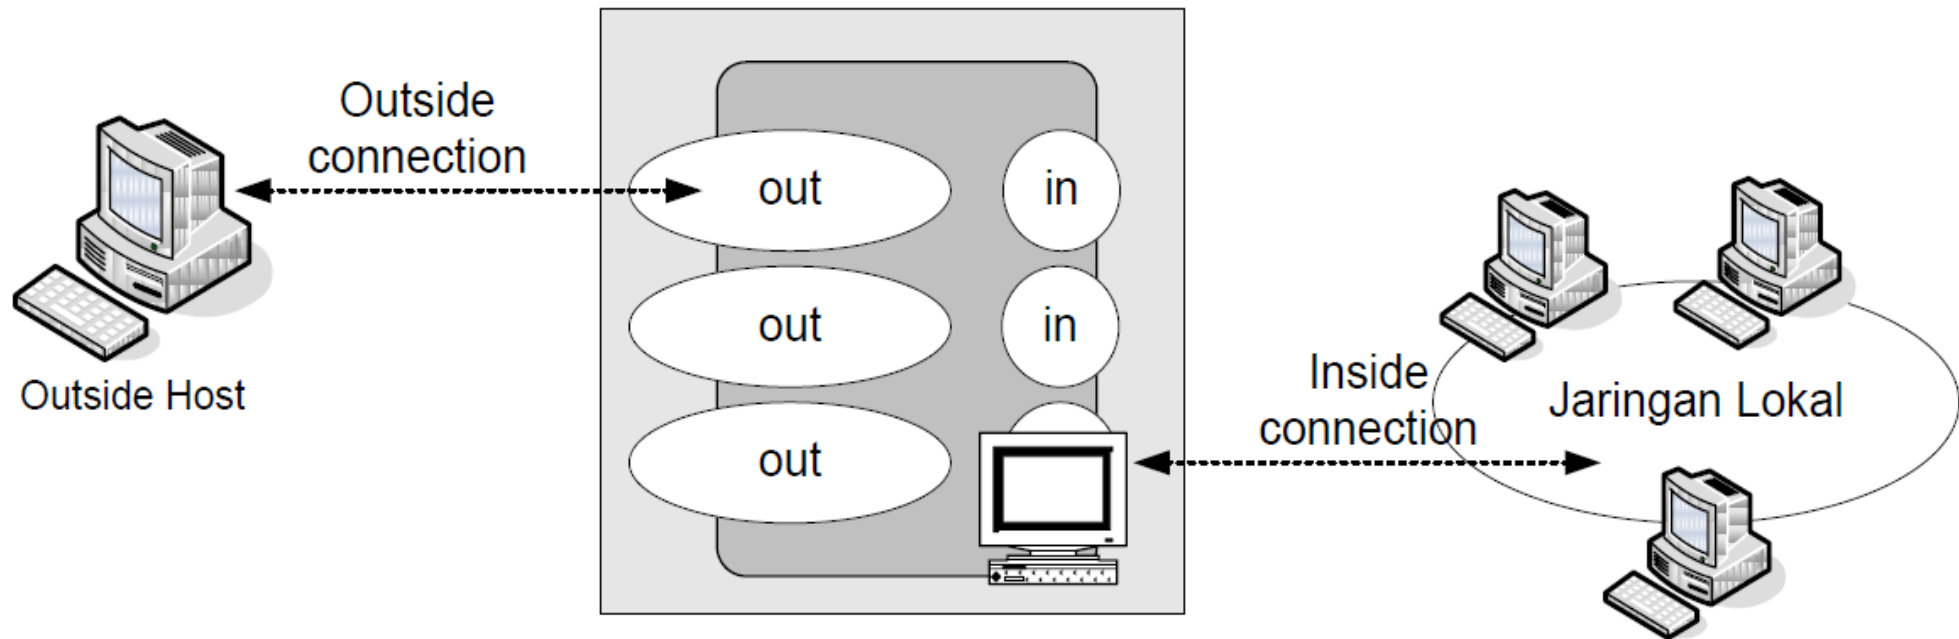 Outside
connection
out
in
out
in
out
Outside Host
Inside
connection
Jaringan Lokal